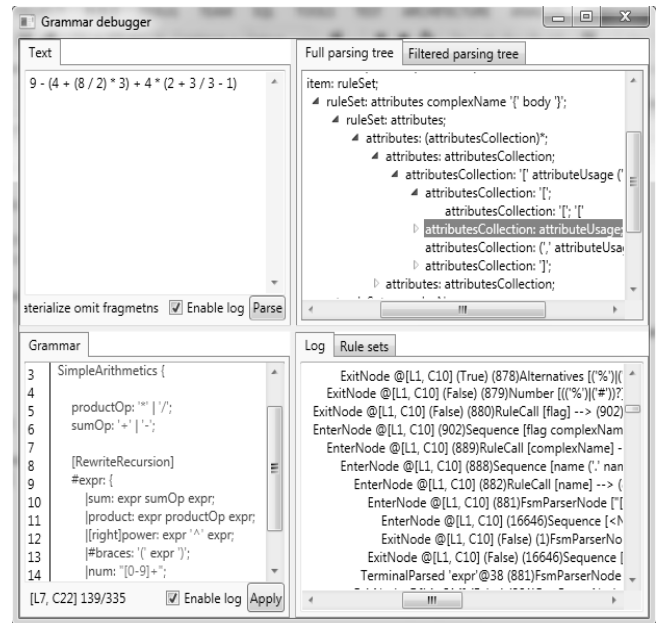 Grammar debugger
Text
9 - (4 + (8 / 2) * 3) + 4 * (2 + 3 / 3 - 1)
aterialize omit fragmetns Enable log Parse
Full parsing tree Filtered parsing tree
item: ruleSet;
ruleSet: attributes complexName '{' body '}';
ruleSet: attributes;
attributes: (attributesCollection)*;
attributes: attributesCollection;
attributesCollection: '[' attributeUsage ('
attributesCollection: '[';
attributesCollection: '['; '['
attributesCollection: attributeUsage;
attributesCollection: (',' attributeUsa
attributesCollection: ']';
attributes: attributesCollection;
Grammar
3 SimpleArithmetics {
4
5 productOp: '*' | '/';
6 sumOp: '+' | '-';
7
8 [RewriteRecursion]
9 #expr: {
10 |sum: expr sumOp expr;
11 |product: expr productOp expr;
12 |[right]power: expr '^' expr;
13 |#braces: '(' expr ')';
14 |num: "[0-9]+";
[L7, C22] 139/335 Enable log Apply
Log Rule sets
ExitNode @[L1, C10] (True) (878)Alternatives [('%')|('
ExitNode @[L1, C10] (False) (879)Number [(('%')|('#'))?]
ExitNode @[L1, C10] (False) (880)RuleCall [flag] --> (902)
EnterNode @[L1, C10] (902)Sequence [flag complexNam
EnterNode @[L1, C10] (889)RuleCall [complexName] -
EnterNode @[L1, C10] (888)Sequence [name ('.' nam
EnterNode @[L1, C10] (882)RuleCall [name] --> (
EnterNode @[L1, C10] (881)FsmParserNode ["[
EnterNode @[L1, C10] (16646)Sequence [<N
ExitNode @[L1, C10] (False) (1)FsmParserNo
ExitNode @[L1, C10] (False) (16646)Sequence [
TerminalParsed 'expr'@38 (881)FsmParserNode